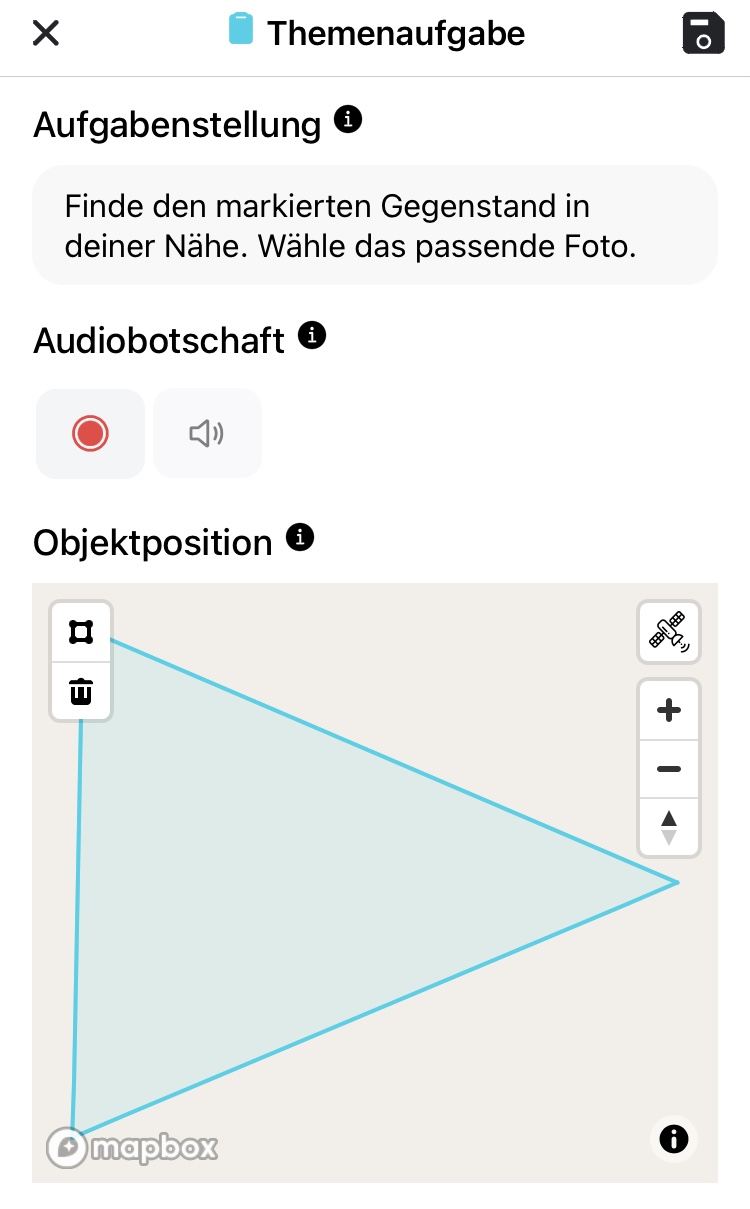 Themenaufgabe
Aufgabenstellung
Finde den markierten Gegenstand in
deiner Nähe. Wähle das passende Foto.
Audiobotschaft
Objektposition
mapbox